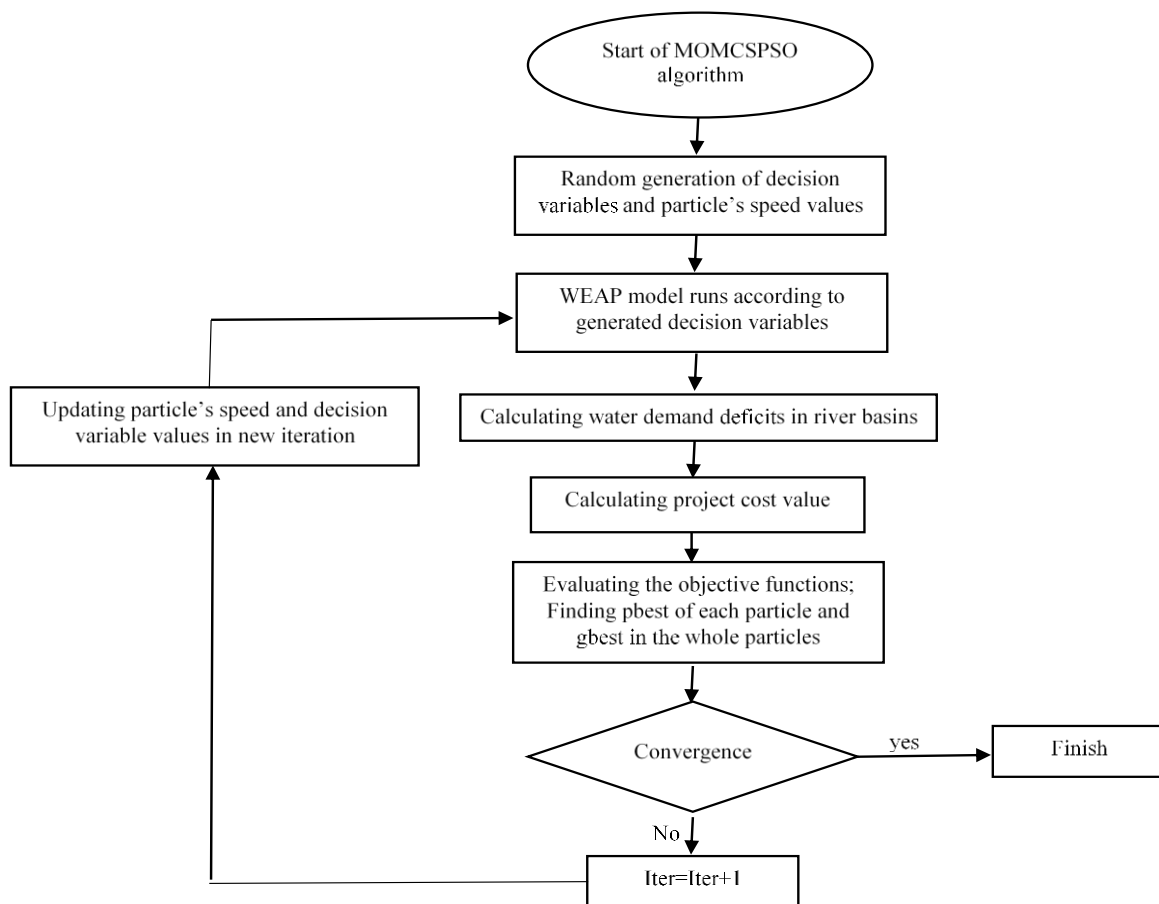 Start of MOMCSPSO
algorithm
Random generation of decision
variables and particle's speed values
WEAP model runs according to
generated decision variables
Updating particle's speed and decision
variable values in new iteration
Calculating water demand deficits in river basins
Calculating project cost value
Evaluating the objective functions;
Finding pbest of each particle and
gbest in the whole particles
Convergence
yes
Finish
No
Iter=Iter+1